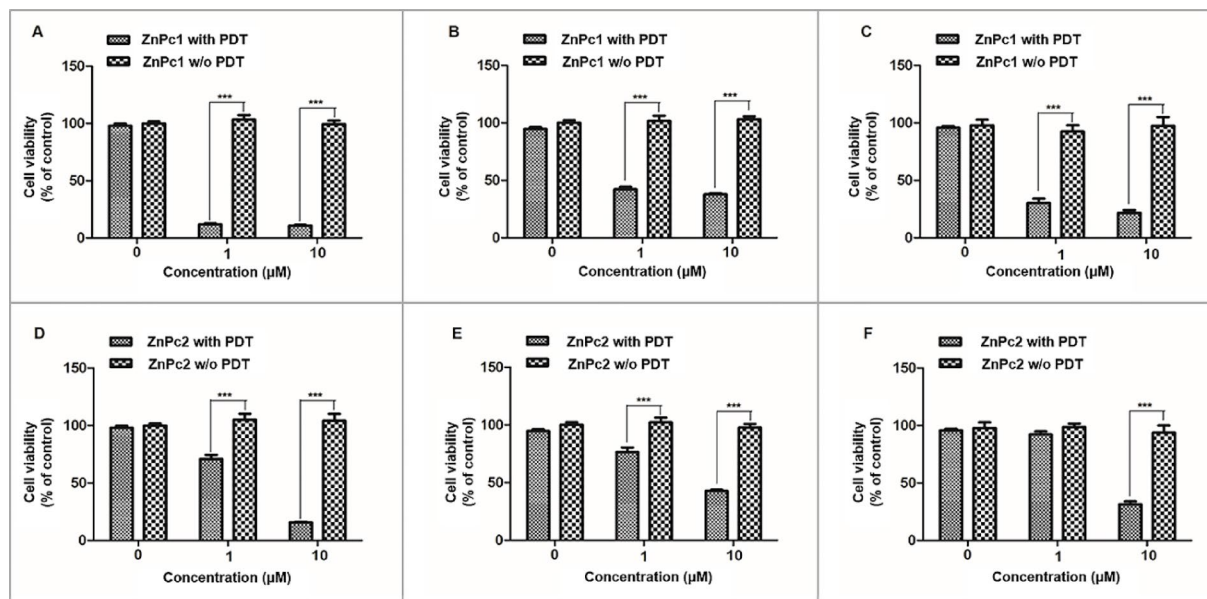 A
ZnPc1 with PDT
ZnPc1 w/o PDT
Cell viability
(% of control)
150
100
50
0
***
***
0
1
10
Concentration (µM)
B
ZnPc1 with PDT
ZnPc1 w/o PDT
Cell viability
(% of control)
150
100
50
0
***
***
0
1
10
Concentration (µM)
C
ZnPc1 with PDT
ZnPc1 w/o PDT
Cell viability
(% of control)
150
100
50
0
***
***
0
1
10
Concentration (µM)
D
ZnPc2 with PDT
ZnPc2 w/o PDT
Cell viability
(% of control)
150
100
50
0
***
***
0
1
10
Concentration (µM)
E
ZnPc2 with PDT
ZnPc2 w/o PDT
Cell viability
(% of control)
150
100
50
0
***
***
0
1
10
Concentration (µM)
F
ZnPc2 with PDT
ZnPc2 w/o PDT
Cell viability
(% of control)
150
100
50
0
***
0
1
10
Concentration (µM)